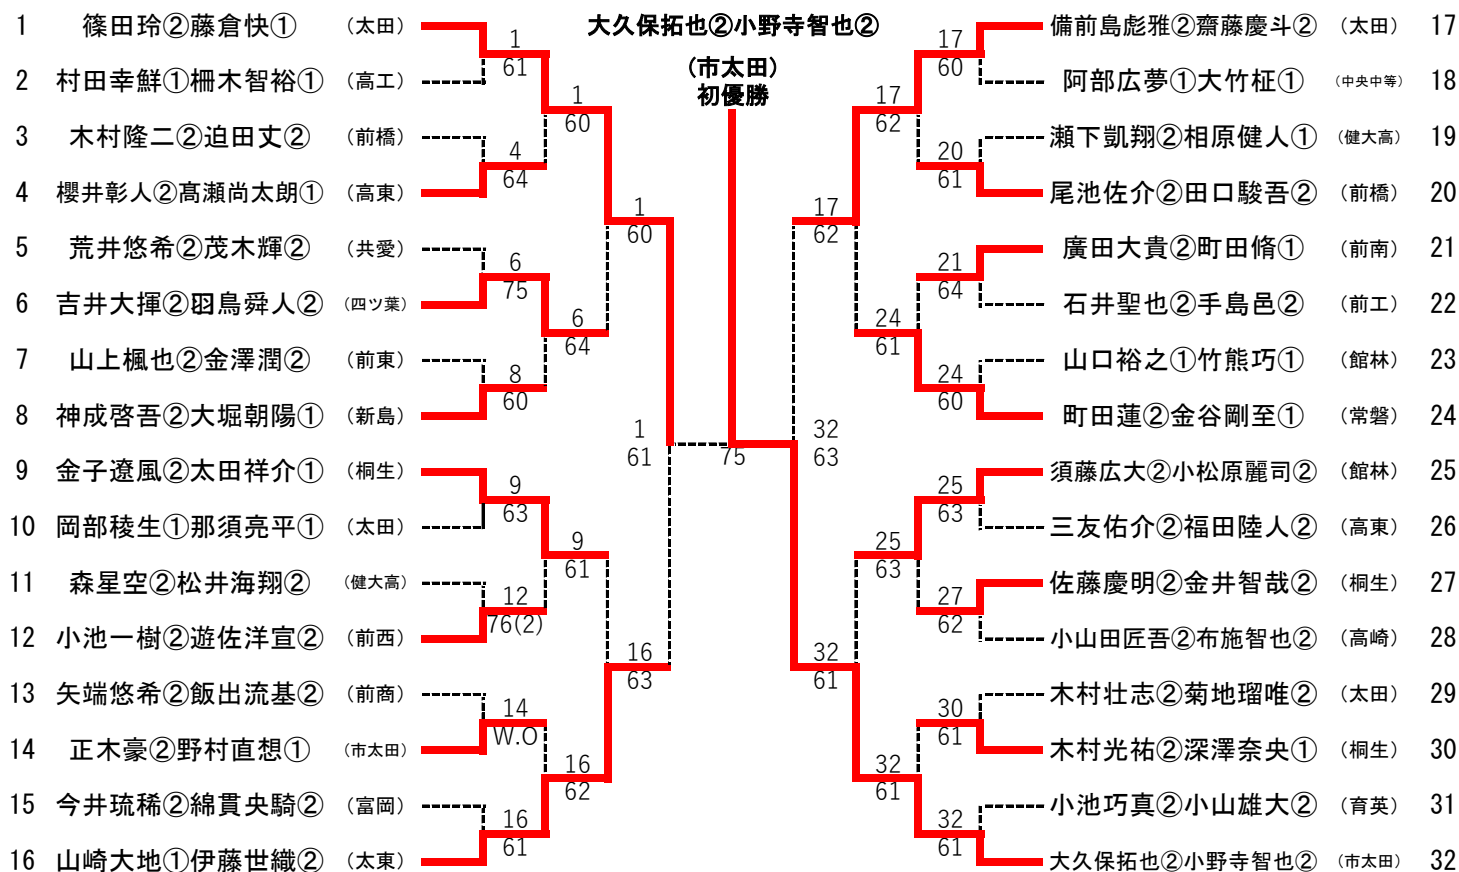 大久保拓也②小野寺智也②
(市太田)
初優勝
1 篠田玲②藤倉快① (太田)
2 村田幸鮮①柵木智裕① (高工)
3 木村隆二②迫田丈② (前橋)
4 櫻井彰人②髙瀬尚太朗① (高東)
5 荒井悠希②茂木輝② (共愛)
6 吉井大揮②羽鳥舜人② (四ツ葉)
7 山上楓也②金澤潤② (前東)
8 神成啓吾②大堀朝陽① (新島)
9 金子遼風②太田祥介① (桐生)
10 岡部稜生①那須亮平① (太田)
11 森星空②松井海翔② (健大高)
12 小池一樹②遊佐洋宣② (前西)
13 矢端悠希②飯出流基② (前商)
14 正木豪②野村直想① (市太田)
15 今井琉稀②綿貫央騎② (富岡)
16 山崎大地①伊藤世織② (太東)
1
61
4
64
6
75
8
60
9
63
12
76(2)
14
W.O
16
61
1
60
6
64
9
61
16
62
1
60
16
63
1
61
75
32
63
17
62
32
61
17
62
24
61
25
63
32
61
17
60
20
61
21
64
24
60
25
63
27
62
30
61
32
61
備前島彪雅②齋藤慶斗② (太田) 17
阿部広夢①大竹柾① (中央中等) 18
瀬下凱翔②相原健人① (健大高) 19
尾池佐介②田口駿吾② (前橋) 20
廣田大貴②町田脩① (前南) 21
石井聖也②手島邑② (前工) 22
山口裕之①竹熊巧① (館林) 23
町田蓮②金谷剛至① (常磐) 24
須藤広大②小松原麗司② (館林) 25
三友佑介②福田陸人② (高東) 26
佐藤慶明②金井智哉② (桐生) 27
小山田匠吾②布施智也② (高崎) 28
木村壮志②菊地瑠唯② (太田) 29
木村光祐②深澤奈央① (桐生) 30
小池巧真②小山雄大② (育英) 31
大久保拓也②小野寺智也② (市太田) 32